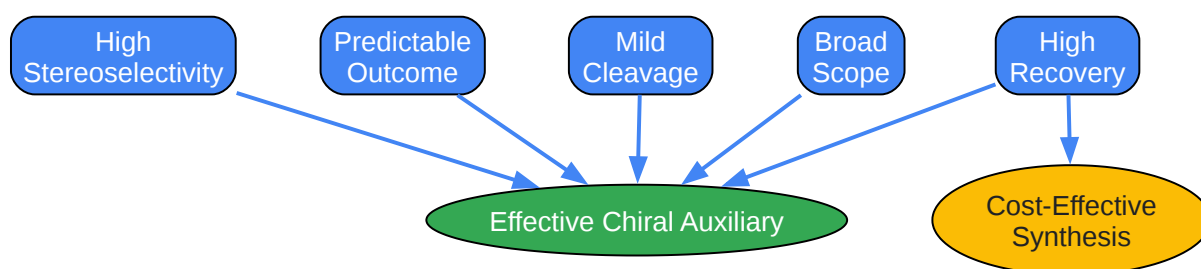 High
Stereoselectivity
Predictable
Outcome
Mild
Cleavage
Broad
Scope
High
Recovery
Effective Chiral Auxiliary
Cost-Effective
Synthesis